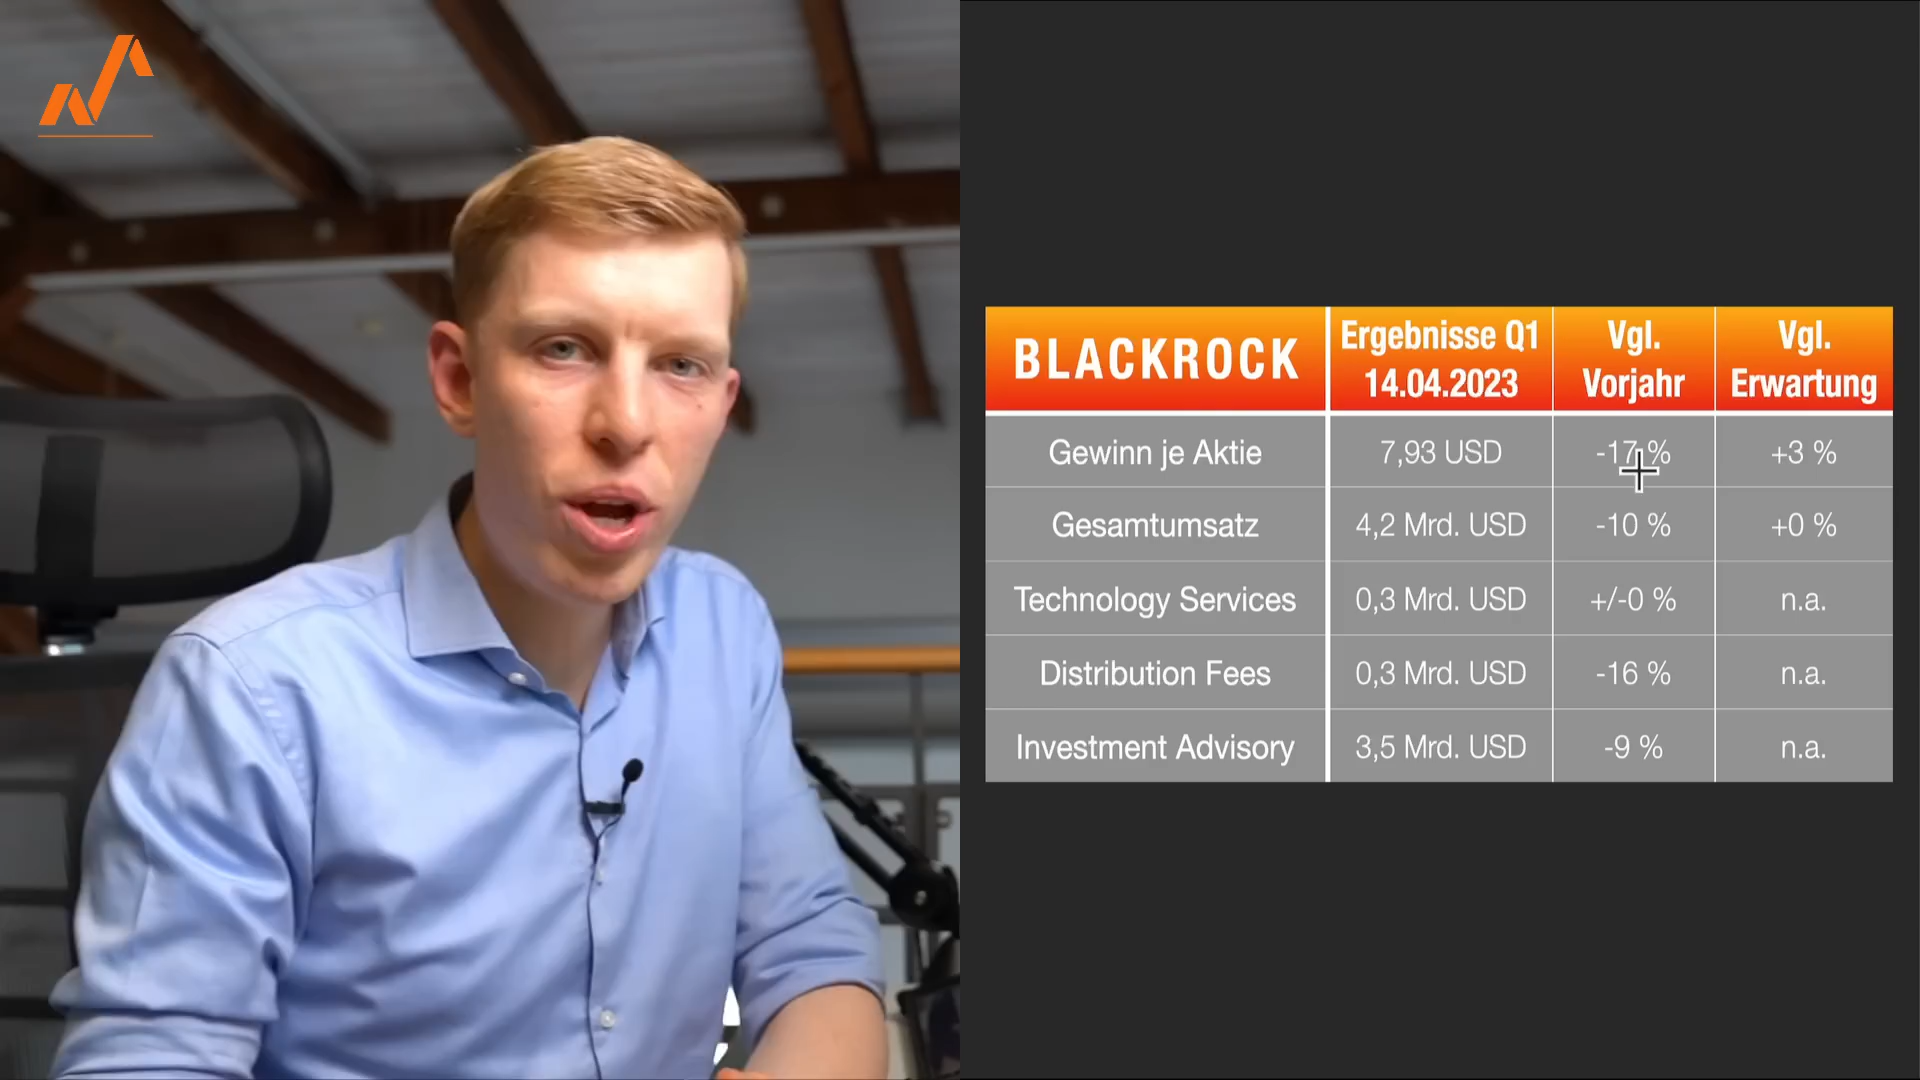 BLACKROCK
Ergebnisse Q1
14.04.2023
Vgl.
Vorjahr
Vgl.
Erwartung
Gewinn je Aktie 7,93 USD -17 % +3 %
Gesamtumsatz 4,2 Mrd. USD -10 % +0 %
Technology Services 0,3 Mrd. USD +/-0 % n.a.
Distribution Fees 0,3 Mrd. USD -16 % n.a.
Investment Advisory 3,5 Mrd. USD -9 % n.a.